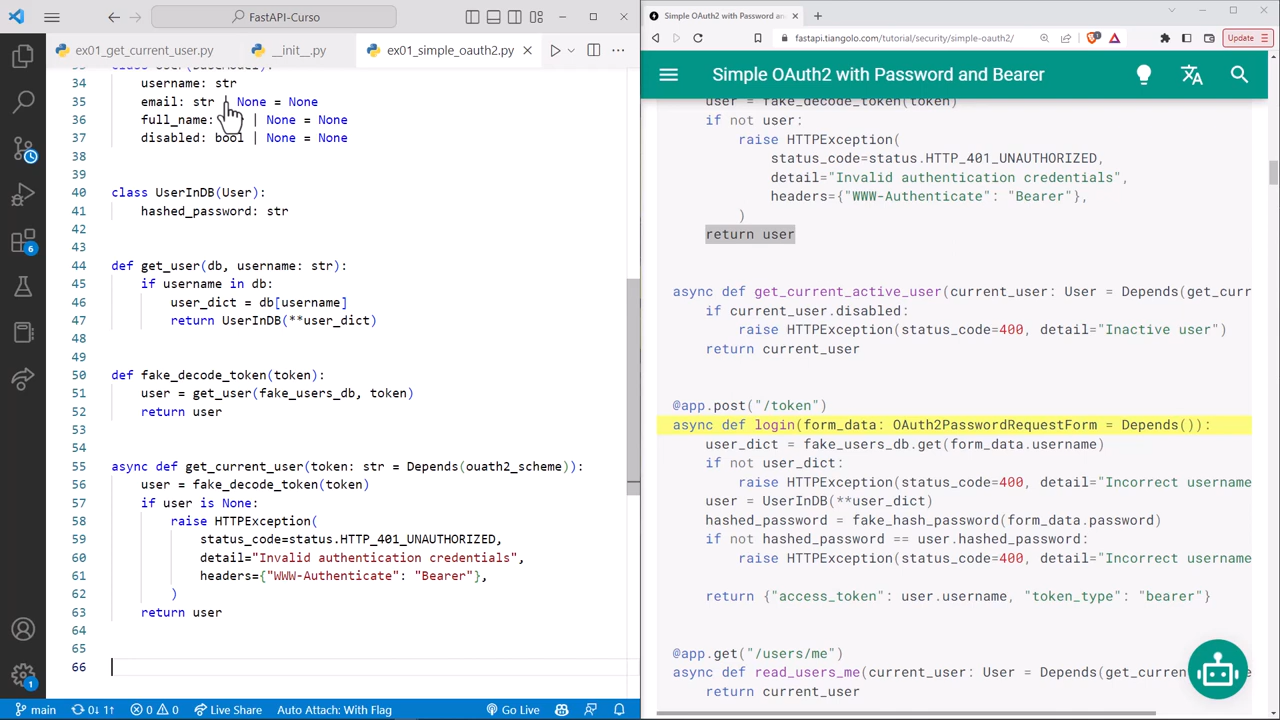 FastAPI-Curso
ex01_get_current_user.py
__init__.py
ex01_simple_oauth2.py
34 username: str
35 email: str | None = None
36 full_name: | None = None
37 disabled: bool | None = None
38
39
40 class UserInDB(User):
41 hashed_password: str
42
43
44 def get_user(db, username: str):
45 if username in db:
46 user_dict = db[username]
47 return UserInDB(**user_dict)
48
49
50 def fake_decode_token(token):
51 user = get_user(fake_users_db, token)
52 return user
53
54
55 async def get_current_user(token: str = Depends(ouath2_scheme)):
56 user = fake_decode_token(token)
57 if user is None:
58 raise HTTPException(
59 status_code=status.HTTP_401_UNAUTHORIZED,
60 detail="Invalid authentication credentials",
61 headers={"WWW-Authenticate": "Bearer"},
62 )
63 return user
64
65
66
6
1
main
0↓ 1↑
0
0
Live Share
Auto Attach: With Flag
Go Live
Simple OAuth2 with Password and
fastapi.tiangolo.com/tutorial/security/simple-oauth2/
Update
Simple OAuth2 with Password and Bearer
user = fake_decode_token(token)
if not user:
raise HTTPException(
status_code=status.HTTP_401_UNAUTHORIZED,
detail="Invalid authentication credentials",
headers={"WWW-Authenticate": "Bearer"},
)
return user
async def get_current_active_user(current_user: User = Depends(get_curr
if current_user.disabled:
raise HTTPException(status_code=400, detail="Inactive user")
return current_user
@app.post("/token")
async def login(form_data: OAuth2PasswordRequestForm = Depends()):
user_dict = fake_users_db.get(form_data.username)
if not user_dict:
raise HTTPException(status_code=400, detail="Incorrect username
user = UserInDB(**user_dict)
hashed_password = fake_hash_password(form_data.password)
if not hashed_password == user.hashed_password:
raise HTTPException(status_code=400, detail="Incorrect username
return {"access_token": user.username, "token_type": "bearer"}
@app.get("/users/me")
async def read_users_me(current_user: User = Depends(get_current
return current_user